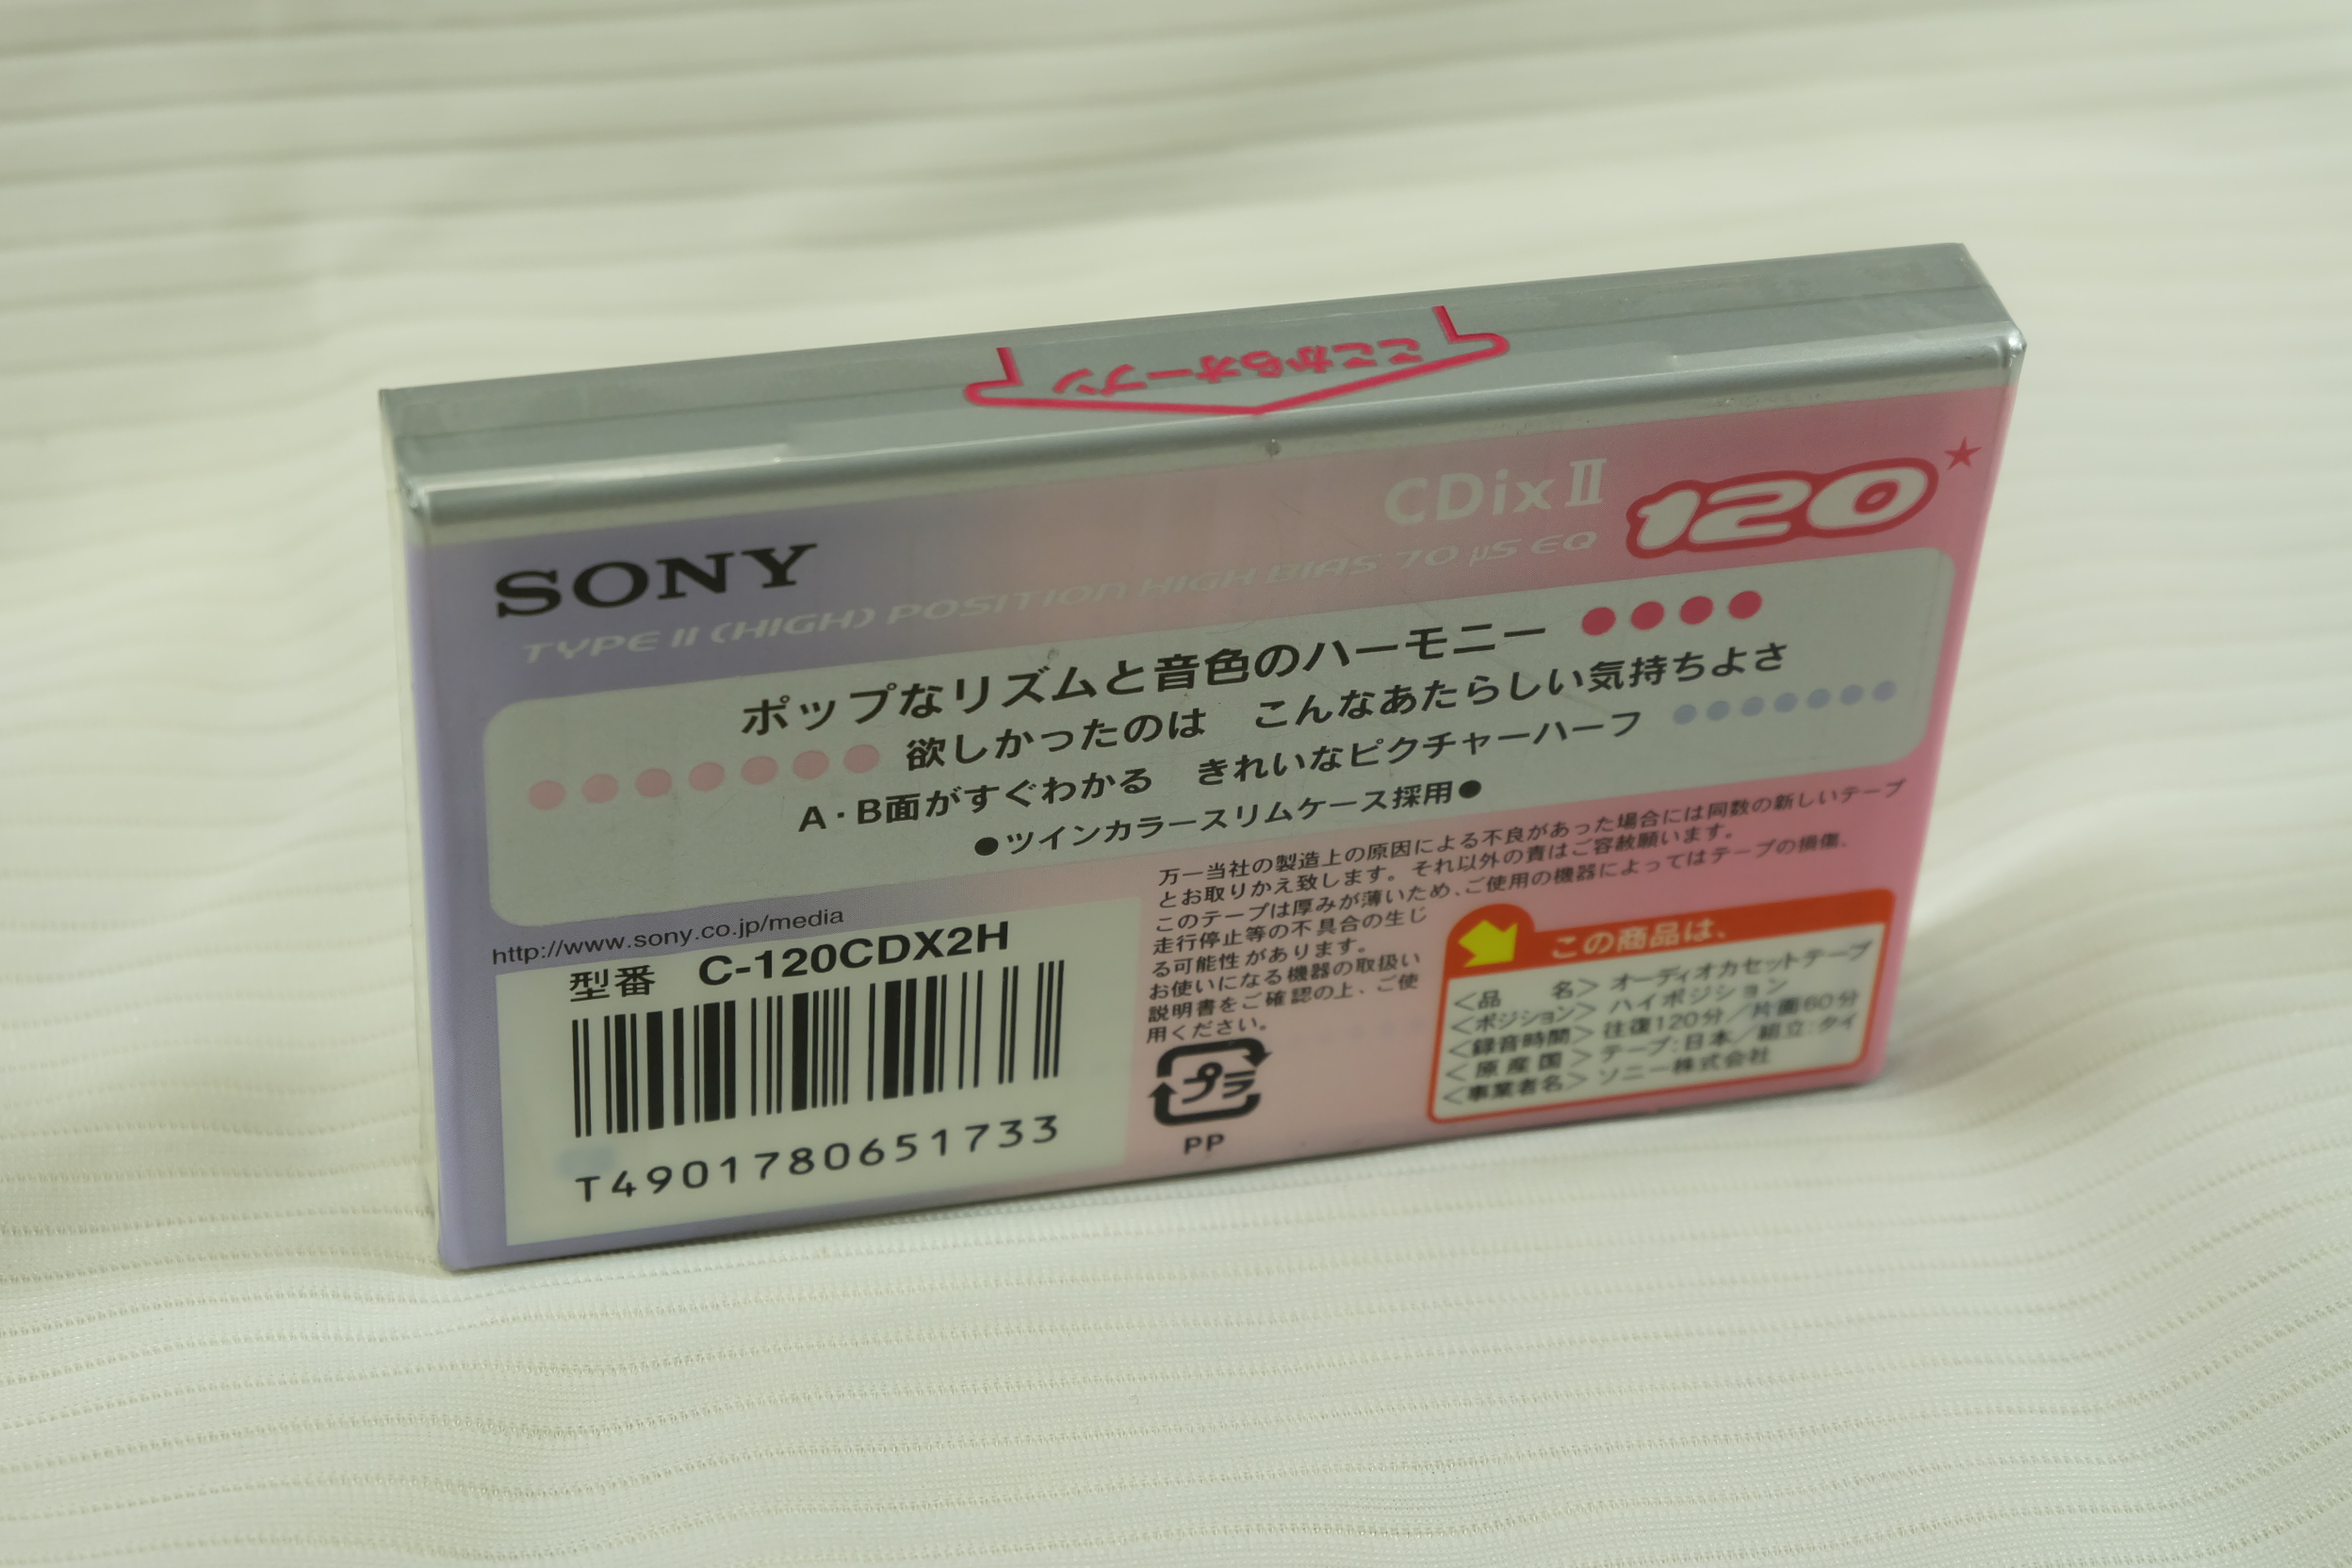 ここからオープン
CDixⅡ 120
SONY
TYPE II (HIGH) POSITION HIGH BIAS 70 μS EQ
ポップなリズムと音色のハーモニー
欲しかったのは こんなあたらしい気持ちよさ
A・B面がすぐわかる きれいなピクチャーハーフ
●ツインカラースリムケース採用●
http://www.sony.co.jp/media
型番 C-120CDX2H
T4901780651733
万一当社の製造上の原因による不良があった場合には同数の新しいテープ
とお取りかえ致します。それ以外の責はご容赦願います。
このテープは厚みが薄いため、ご使用の機器によってはテープの損傷、
走行停止等の不具合の生じ
る可能性があります。
お使いになる機器の取扱い
説明書をご確認の上、ご使
用ください。
プラ
PP
この商品は、
<品名> オーディオカセットテープ
<ポジション> ハイポジション
<録音時間> 往復120分／片面60分
<原産国> テープ:日本／組立:タイ
<事業者名> ソニー株式会社